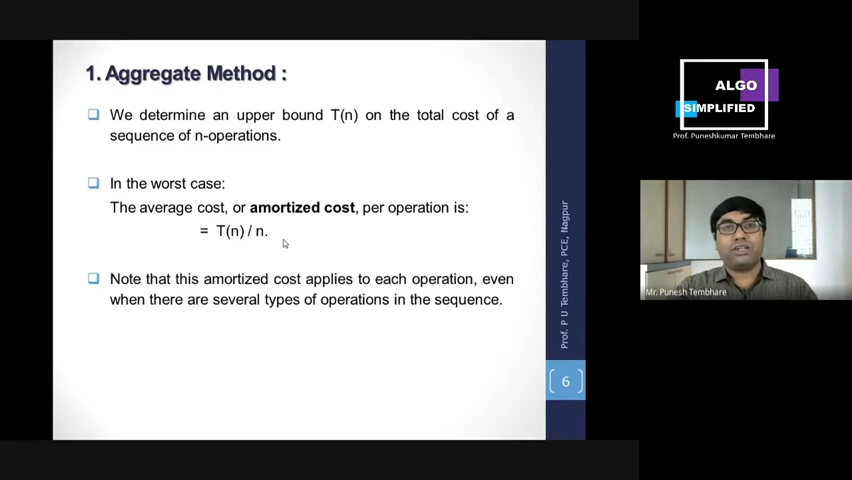 1. Aggregate Method :
We determine an upper bound T(n) on the total cost of a
sequence of n-operations.
In the worst case:
The average cost, or amortized cost, per operation is:
= T(n) / n.
Note that this amortized cost applies to each operation, even
when there are several types of operations in the sequence.
Prof. P U Tembhare, PCE, Nagpur
6
ALGO
SIMPLIFIED
Prof. Puneshkumar Tembhare
Mr. Punesh Tembhare